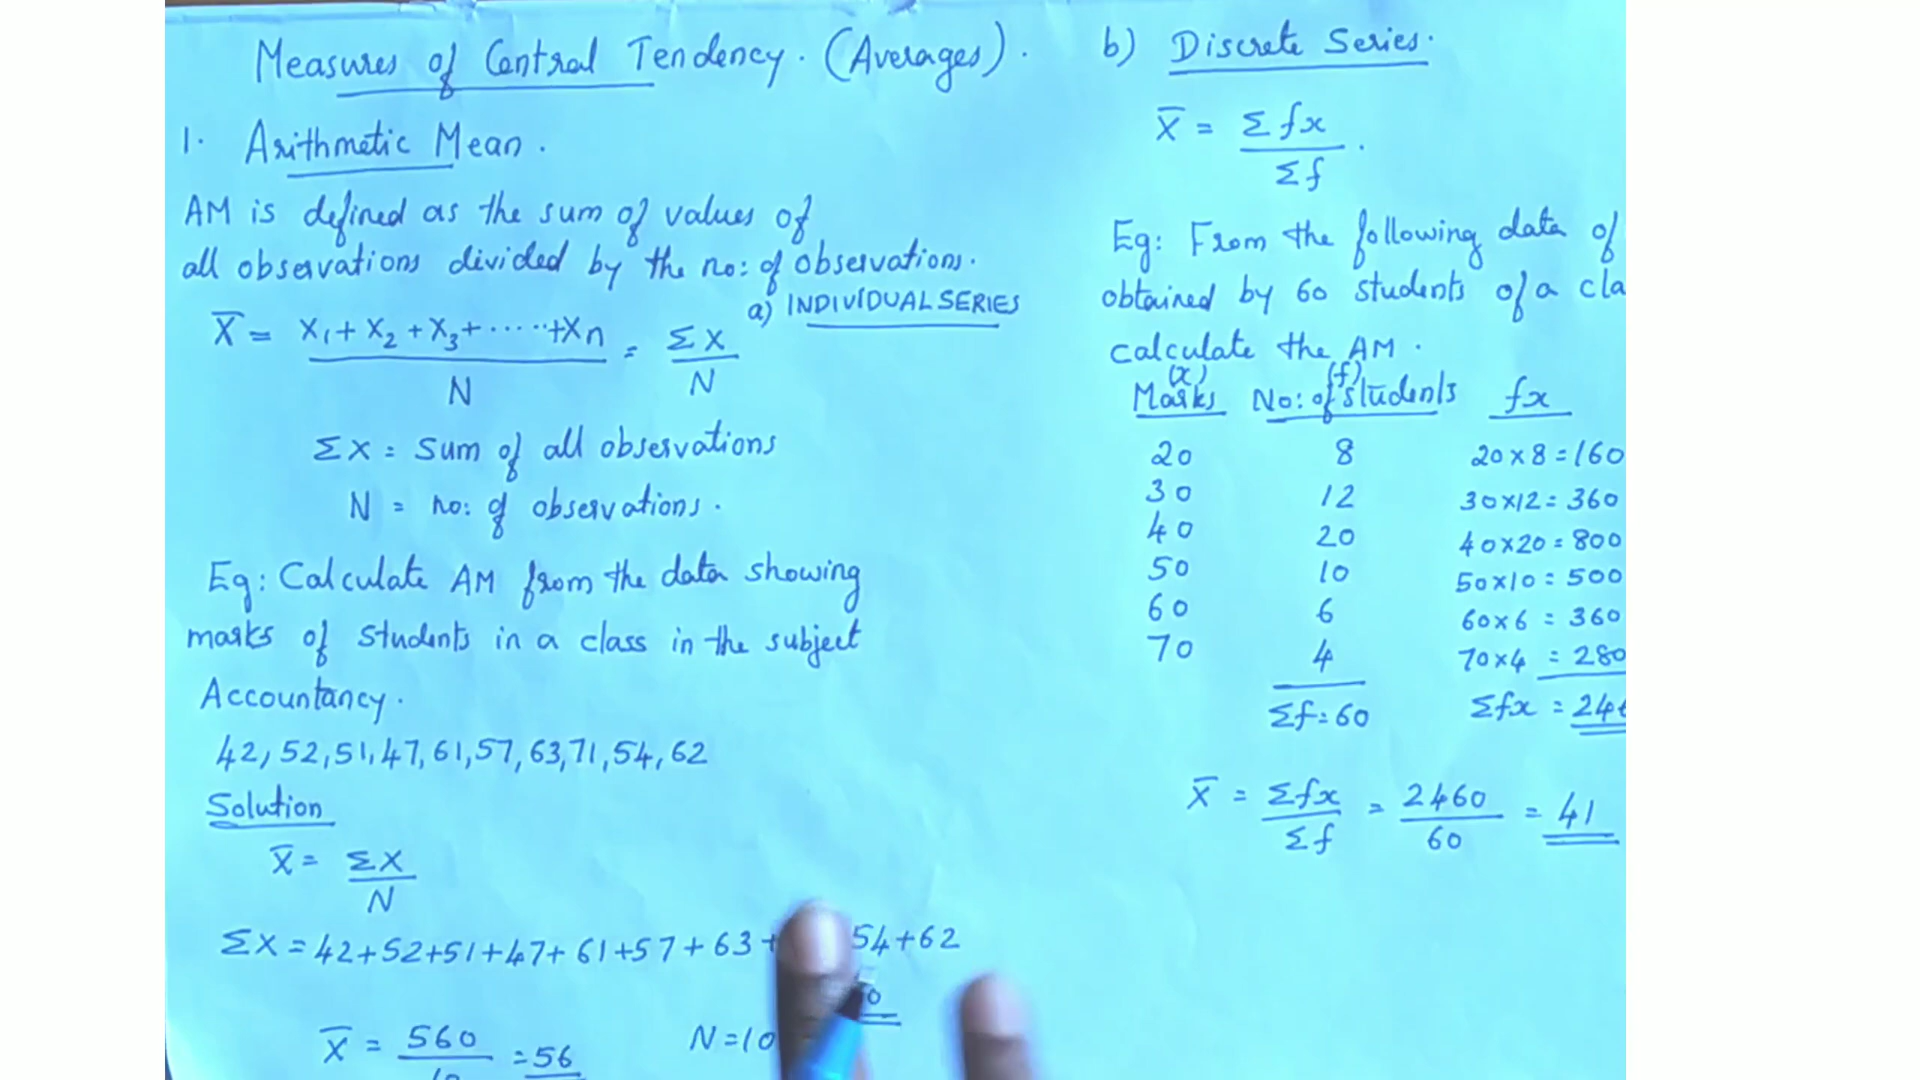 Measures of Central Tendency. (Averages).
1. Arithmetic Mean.
AM is defined as the sum of values of
all observations divided by the no: of observations.
a) INDIVIDUAL SERIES
X̄ = X₁+X₂+X₃+.....+Xn / N = ΣX / N
ΣX = Sum of all observations
N = no: of observations.
Eg: Calculate AM from the data showing
marks of students in a class in the subject
Accountancy.
42, 52, 51, 47, 61, 57, 63, 71, 54, 62
Solution
X̄ = ΣX / N
ΣX = 42+52+51+47+61+57+63+ 54+62
N=10
X̄ = 560 / 10 = 56
b) Discrete Series.
X̄ = Σfx / Σf .
Eg: From the following data of
obtained by 60 students of a cla
calculate the AM.
(x) (f)
Marks No: of students fx
20 8 20×8=160
30 12 30×12=360
40 20 40×20=800
50 10 50×10=500
60 6 60×6=360
70 4 70×4=280
Σf=60 Σfx = 246
X̄ = Σfx / Σf = 2460 / 60 = 41